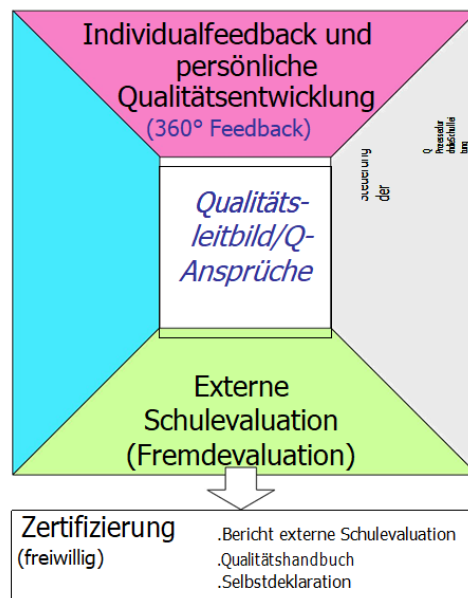 Individualfeedback und
persönliche
Qualitätsentwicklung
(360° Feedback)
Qualitäts-
leitbild/Q-
Ansprüche
der
Q
Externe
Schulevaluation
(Fremdevaluation)
Zertifizierung
(freiwillig)
.Bericht externe Schulevaluation
.Qualitätshandbuch
.Selbstdeklaration